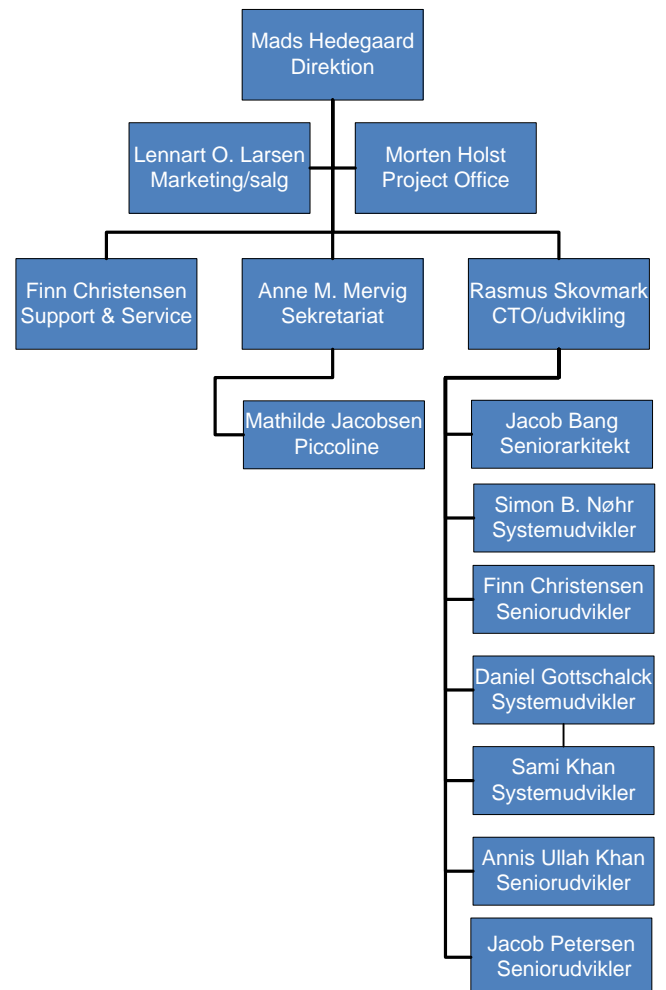 Mads Hedegaard
Direktion
Lennart O. Larsen
Marketing/salg
Morten Holst
Project Office
Finn Christensen
Support & Service
Anne M. Mervig
Sekretariat
Rasmus Skovmark
CTO/udvikling
Mathilde Jacobsen
Piccoline
Jacob Bang
Seniorarkitekt
Simon B. Nøhr
Systemudvikler
Finn Christensen
Seniorudvikler
Daniel Gottschalck
Systemudvikler
Sami Khan
Systemudvikler
Annis Ullah Khan
Seniorudvikler
Jacob Petersen
Seniorudvikler